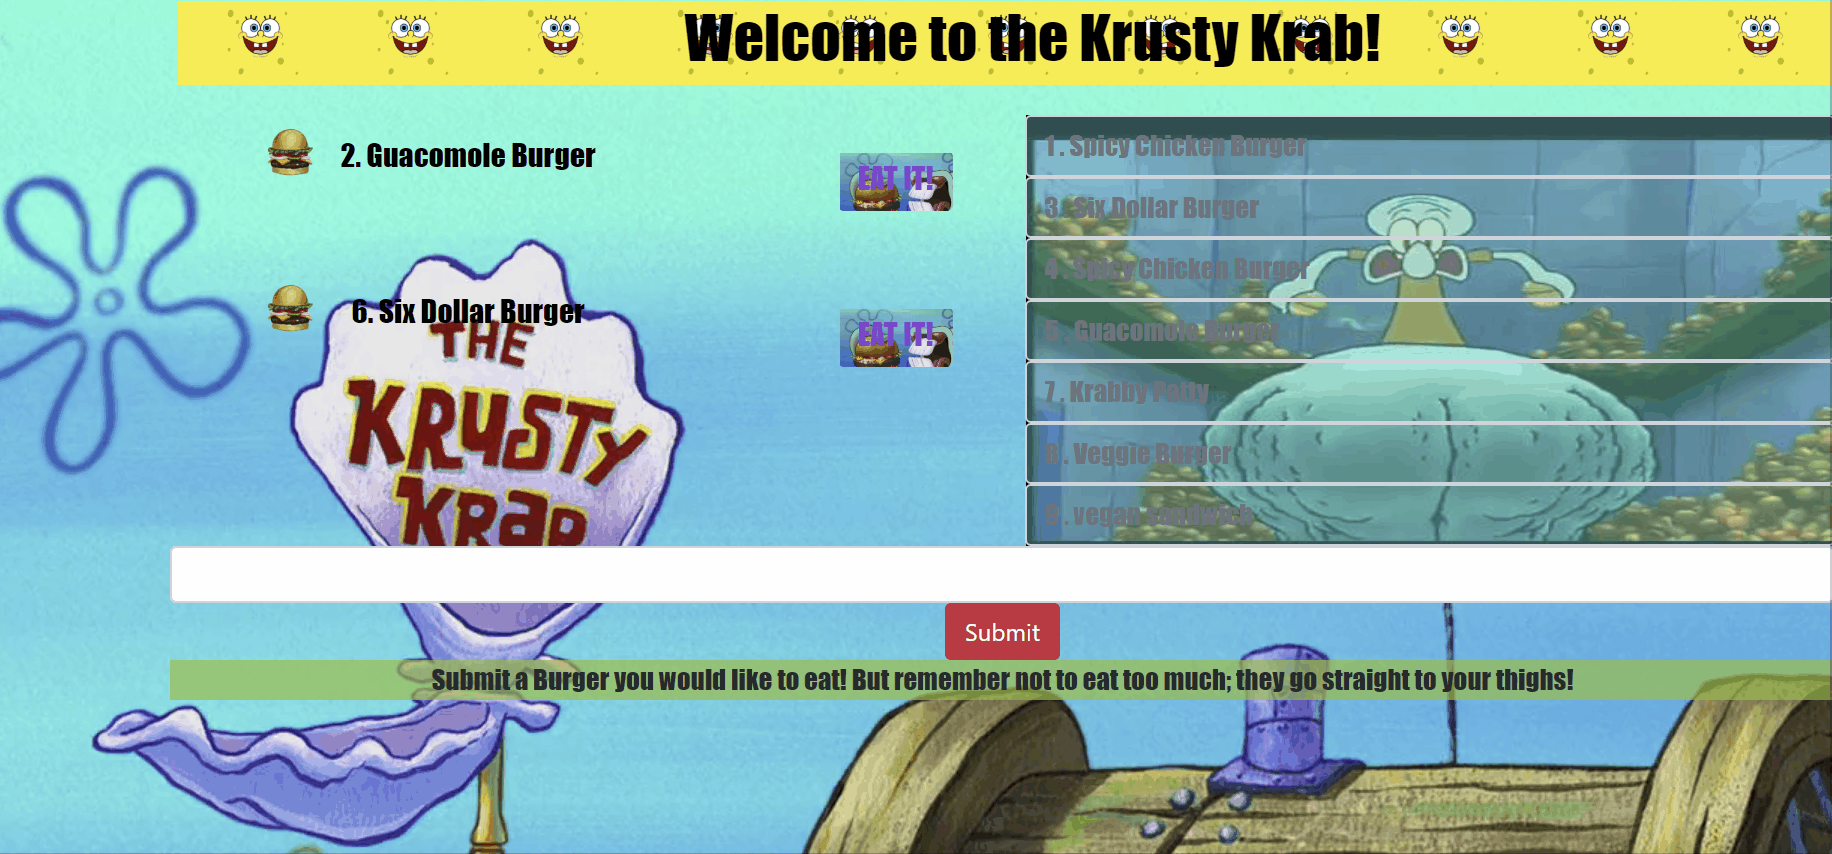 Welcome to the Krusty Krab!
2. Guacomole Burger
EAT IT!
6. Six Dollar Burger
EAT IT!
1 . Spicy Chicken Burger
3 . Six Dollar Burger
4 . Spicy Chicken Burger
5 . Guacomole Burger
7 . Krabby Patty
8 . Veggie Burger
9 . vegan sandwich
THE
KRUSTY
KRAB
Submit
Submit a Burger you would like to eat! But remember not to eat too much; they go straight to your thighs!